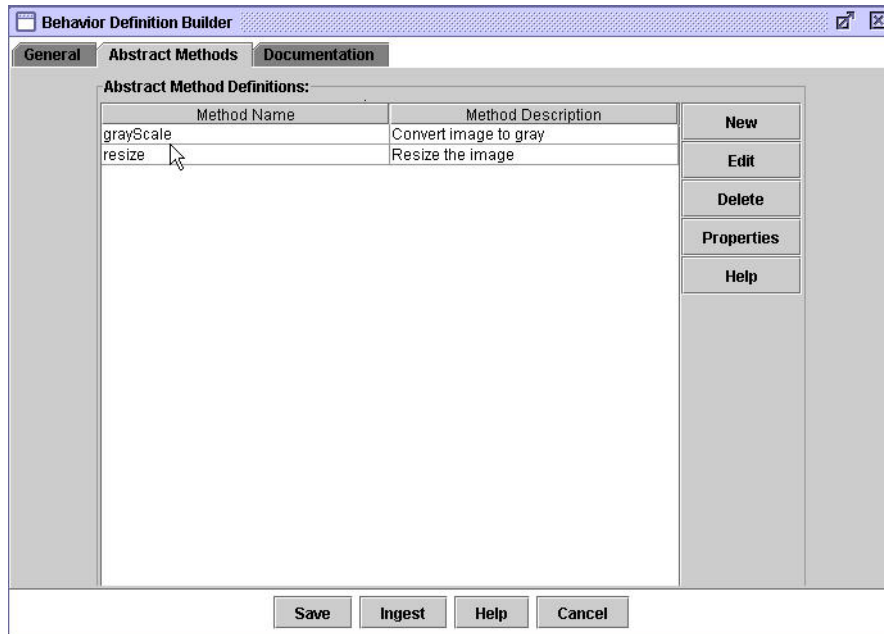 Behavior Definition Builder
General Abstract Methods Documentation
Abstract Method Definitions:
Method Name Method Description
grayScale Convert image to gray
resize Resize the image
New
Edit
Delete
Properties
Help
Save Ingest Help Cancel